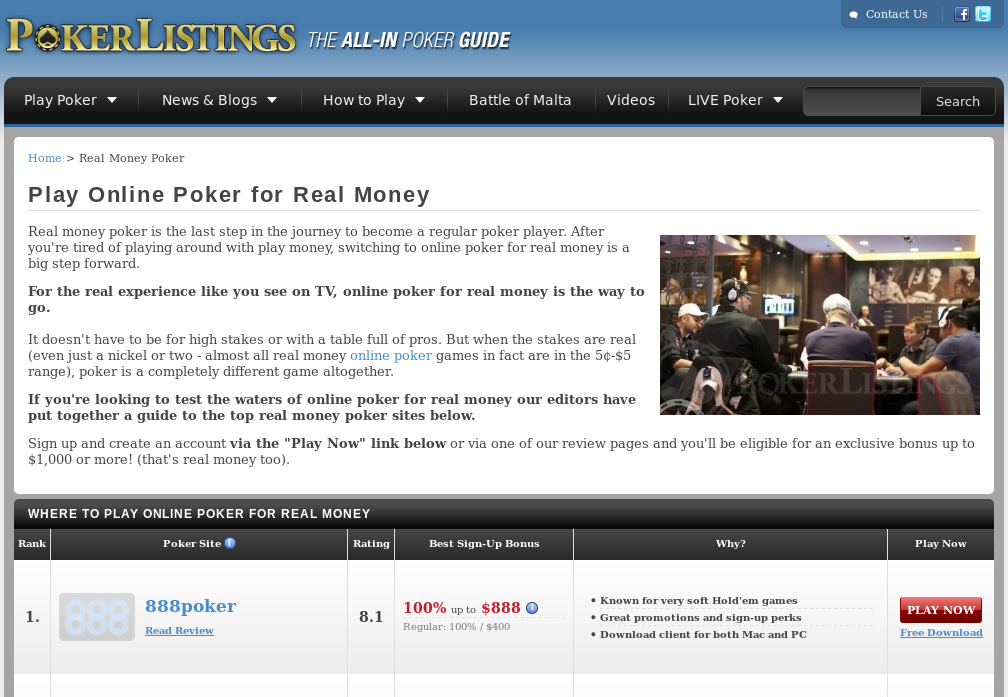 POKERLISTINGS THE ALL-IN POKER GUIDE
Contact Us
Play Poker News & Blogs How to Play Battle of Malta Videos LIVE Poker Search
Home > Real Money Poker
Play Online Poker for Real Money
Real money poker is the last step in the journey to become a regular poker player. After
you're tired of playing around with play money, switching to online poker for real money is a
big step forward.
For the real experience like you see on TV, online poker for real money is the way to
go.
It doesn't have to be for high stakes or with a table full of pros. But when the stakes are real
(even just a nickel or two - almost all real money online poker games in fact are in the 5¢-$5
range), poker is a completely different game altogether.
If you're looking to test the waters of online poker for real money our editors have
put together a guide to the top real money poker sites below.
POKERLISTINGS
Sign up and create an account via the "Play Now" link below or via one of our review pages and you'll be eligible for an exclusive bonus up to
$1,000 or more! (that's real money too).
WHERE TO PLAY ONLINE POKER FOR REAL MONEY
Rank Poker Site Rating Best Sign-Up Bonus Why? Play Now
1.
888
888
888poker
Read Review
8.1
100% up to $888
Regular: 100% / $400
• Known for very soft Hold'em games
• Great promotions and sign-up perks
• Download client for both Mac and PC
PLAY NOW
Free Download